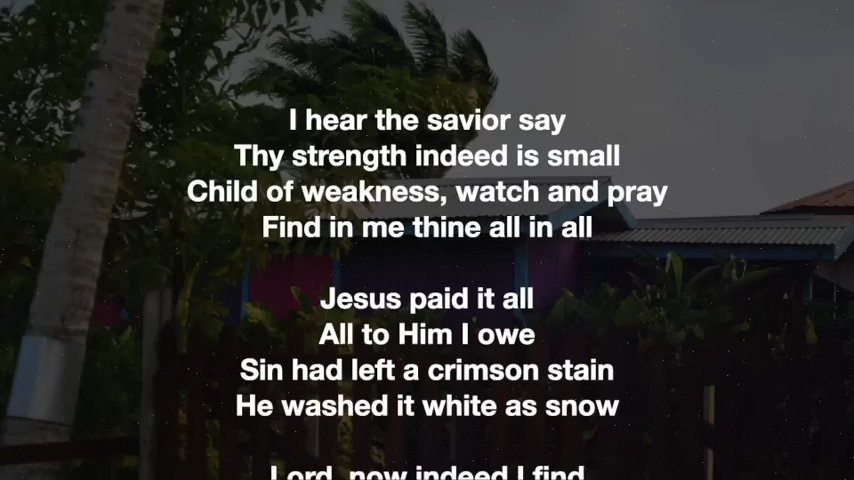 I hear the savior say
Thy strength indeed is small
Child of weakness, watch and pray
Find in me thine all in all
Jesus paid it all
All to Him I owe
Sin had left a crimson stain
He washed it white as snow
Lord, now indeed I find